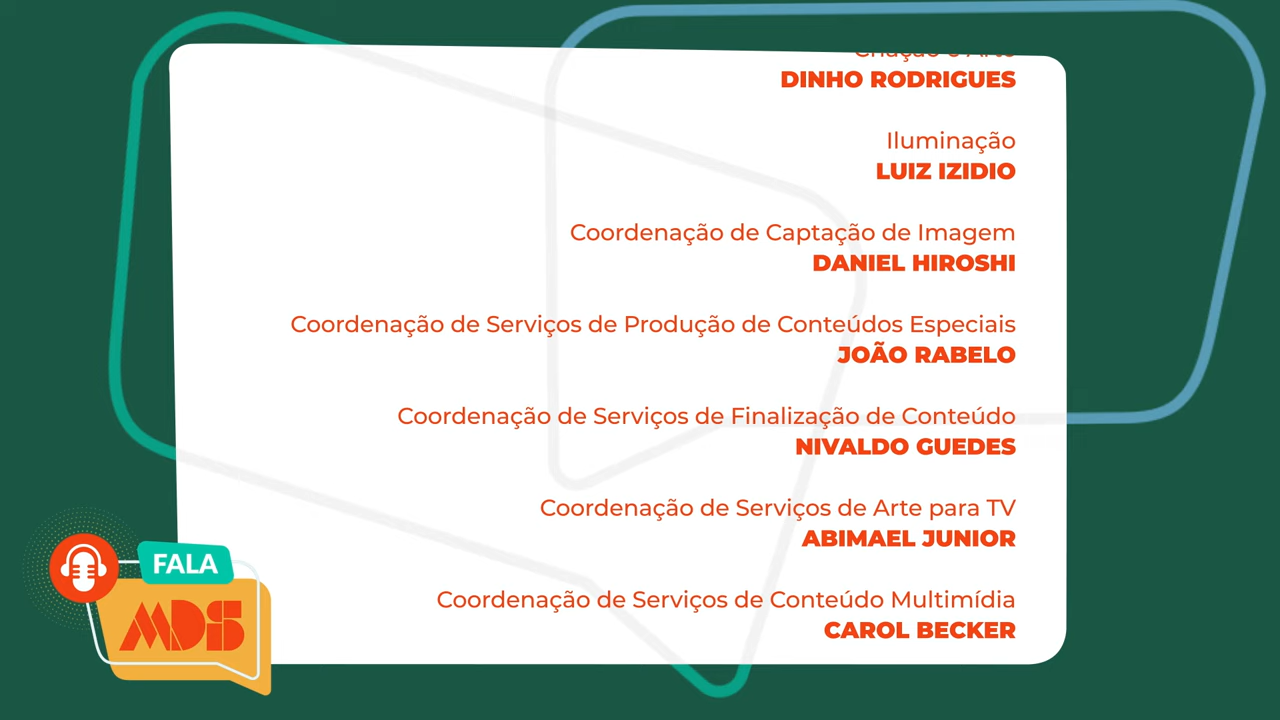 Criação e Arte
DINHO RODRIGUES
Iluminação
LUIZ IZIDIO
Coordenação de Captação de Imagem
DANIEL HIROSHI
Coordenação de Serviços de Produção de Conteúdos Especiais
JOÃO RABELO
Coordenação de Serviços de Finalização de Conteúdo
NIVALDO GUEDES
Coordenação de Serviços de Arte para TV
ABIMAEL JUNIOR
Coordenação de Serviços de Conteúdo Multimídia
CAROL BECKER
FALA
MDS